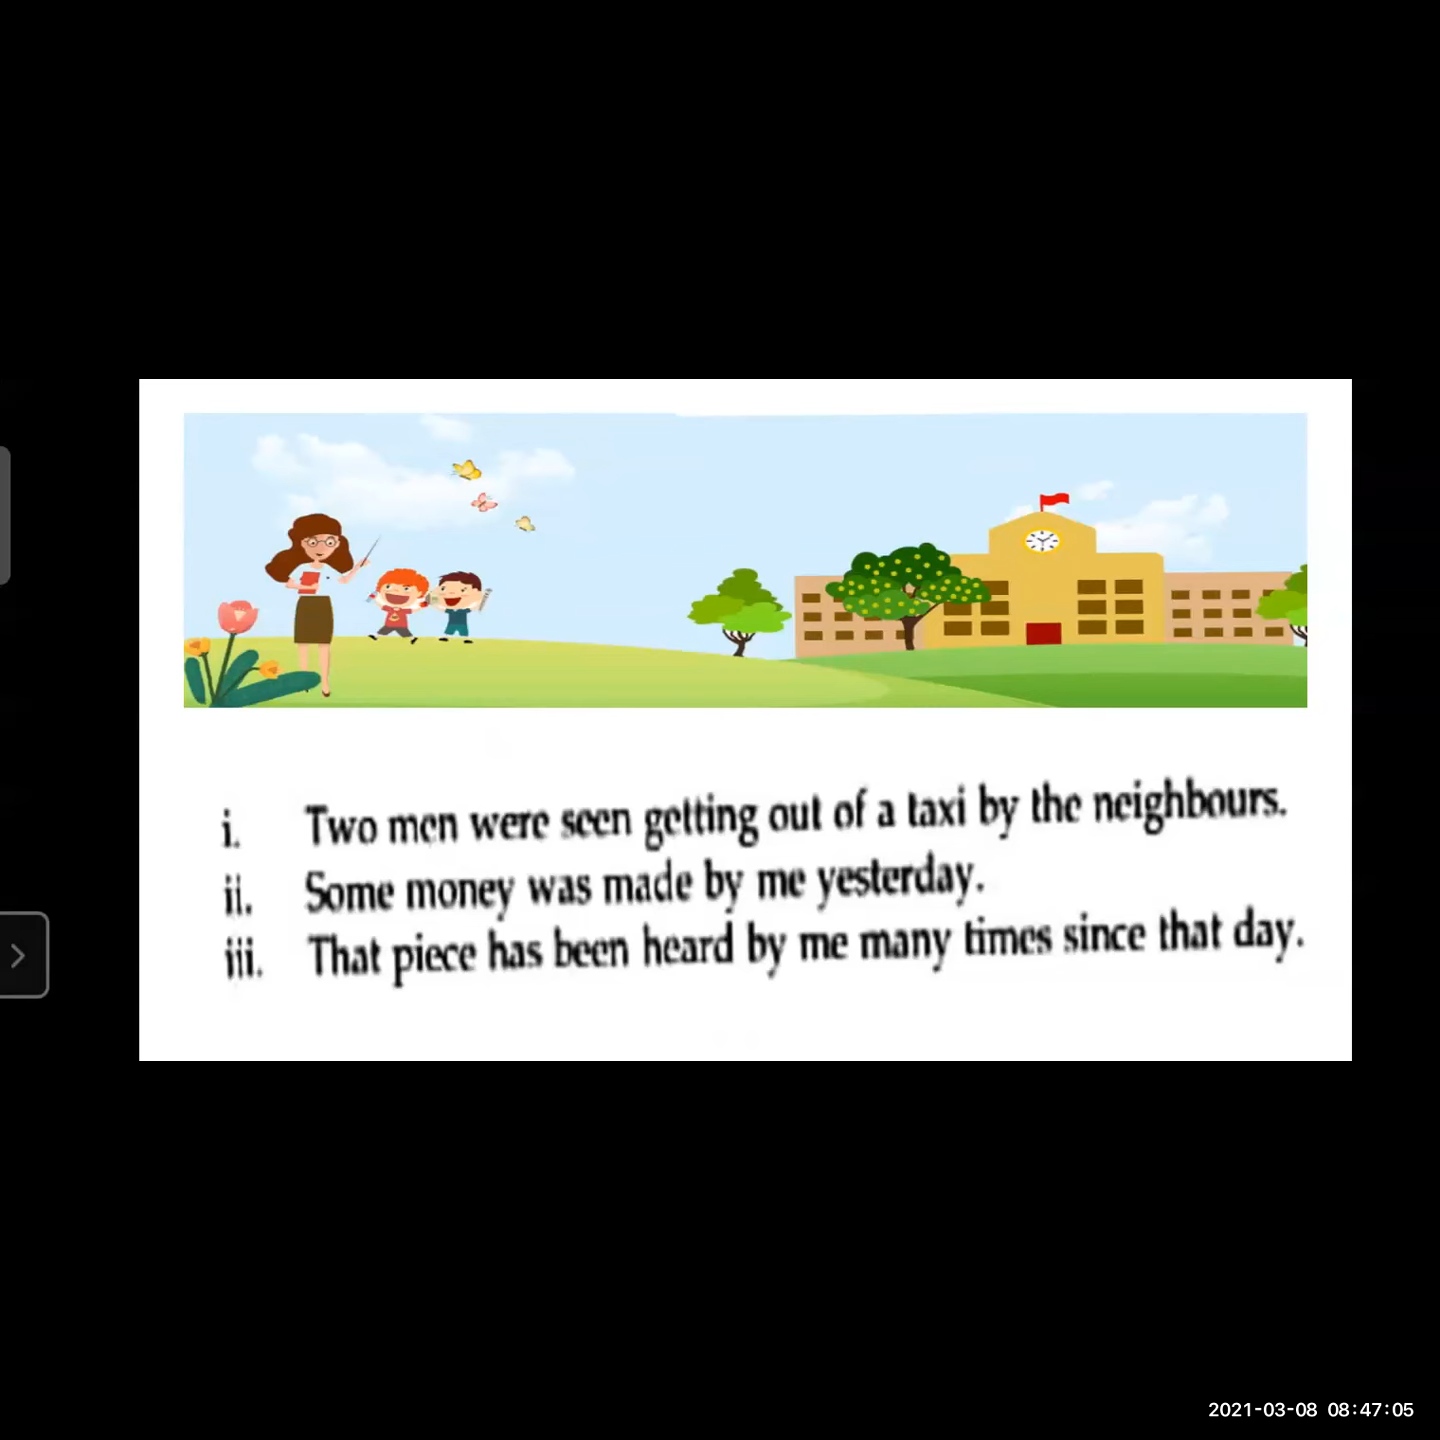 i. Two men were seen getting out of a taxi by the neighbours.
ii. Some money was made by me yesterday.
iii. That piece has been heard by me many times since that day.
2021-03-08 08:47:05